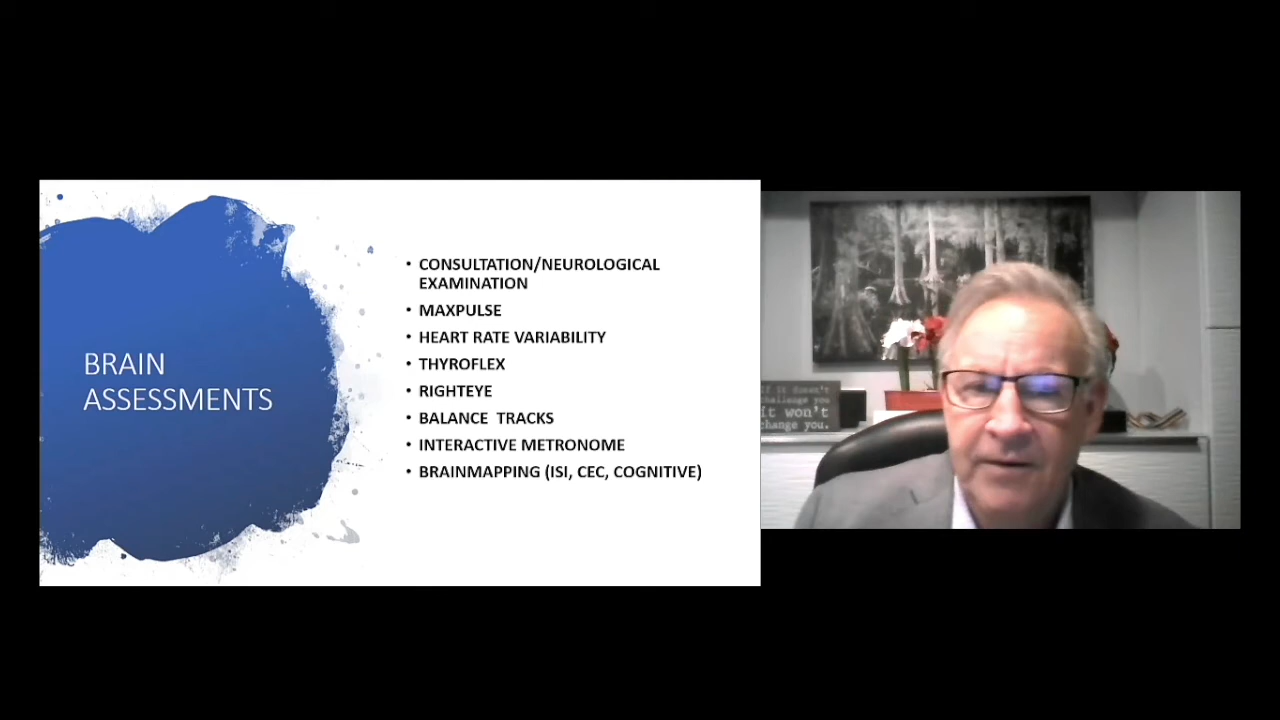 BRAIN
ASSESSMENTS
• CONSULTATION/NEUROLOGICAL
EXAMINATION
• MAXPULSE
• HEART RATE VARIABILITY
• THYROFLEX
• RIGHTEYE
• BALANCE TRACKS
• INTERACTIVE METRONOME
• BRAINMAPPING (ISI, CEC, COGNITIVE)
If it doesn't
challenge you
it won't
change you.